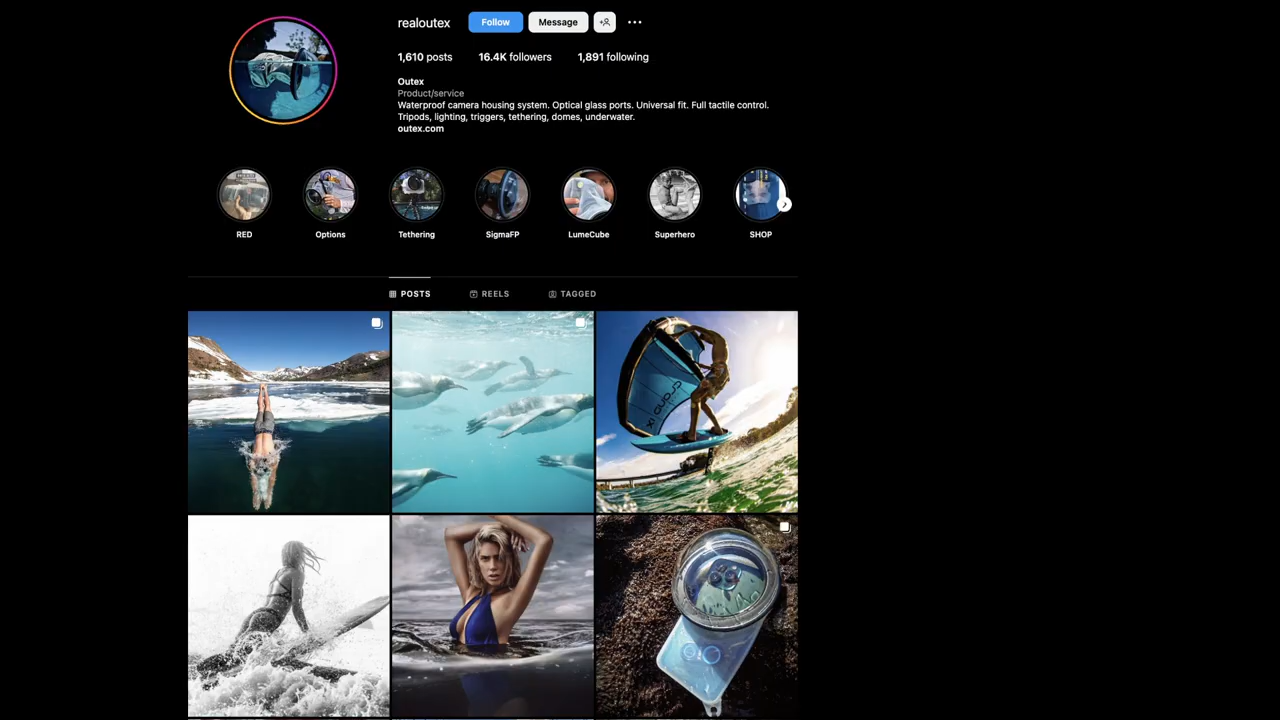 realoutex
Follow
Message
1,610 posts
16.4K followers
1,891 following
Outex
Product/service
Waterproof camera housing system. Optical glass ports. Universal fit. Full tactile control.
Tripods, lighting, triggers, tethering, domes, underwater.
outex.com
RED
Options
Tethering
SigmaFP
LumeCube
Superhero
SHOP
POSTS
REELS
TAGGED